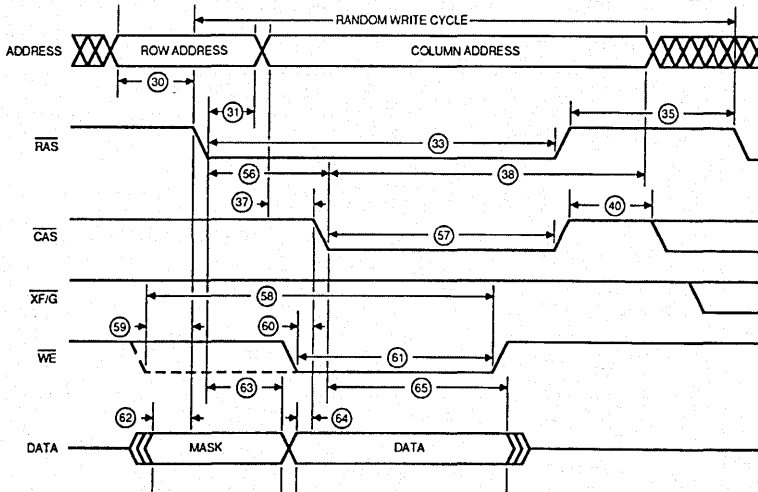 RANDOM WRITE CYCLE
ADDRESS ROW ADDRESS COLUMN ADDRESS
30
31 35
RAS 33
56 38
37 40
CAS 57
XF/G
58
59 60
WE 61
63 65
62 64
DATA MASK DATA